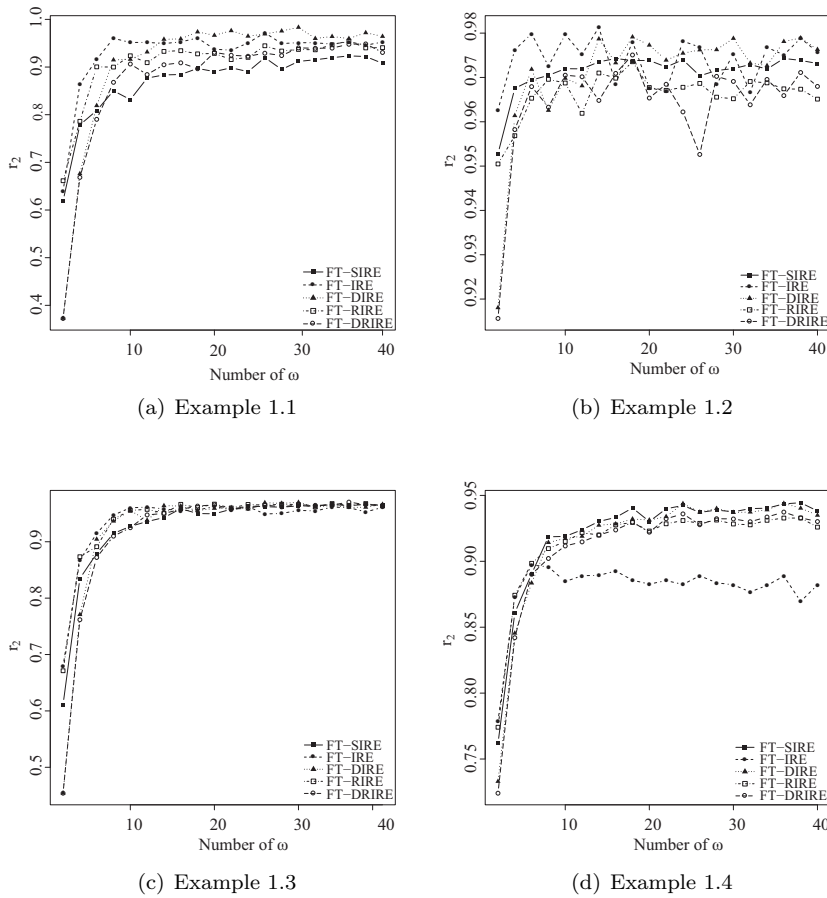 1.0
0.9
0.8
0.7
0.6
0.5
0.4
r2
FT−SIRE
FT−IRE
FT−DIRE
FT−RIRE
FT−DRIRE
10 20 30 40
Number of ω
(a) Example 1.1
0.98
0.97
0.96
0.95
0.94
0.93
0.92
r2
FT−SIRE
FT−IRE
FT−DIRE
FT−RIRE
FT−DRIRE
10 20 30 40
Number of ω
(b) Example 1.2
0.9
0.8
0.7
0.6
0.5
r2
FT−SIRE
FT−IRE
FT−DIRE
FT−RIRE
FT−DRIRE
10 20 30 40
Number of ω
(c) Example 1.3
0.95
0.90
0.85
0.80
0.75
r2
FT−SIRE
FT−IRE
FT−DIRE
FT−RIRE
FT−DRIRE
10 20 30 40
Number of ω
(d) Example 1.4